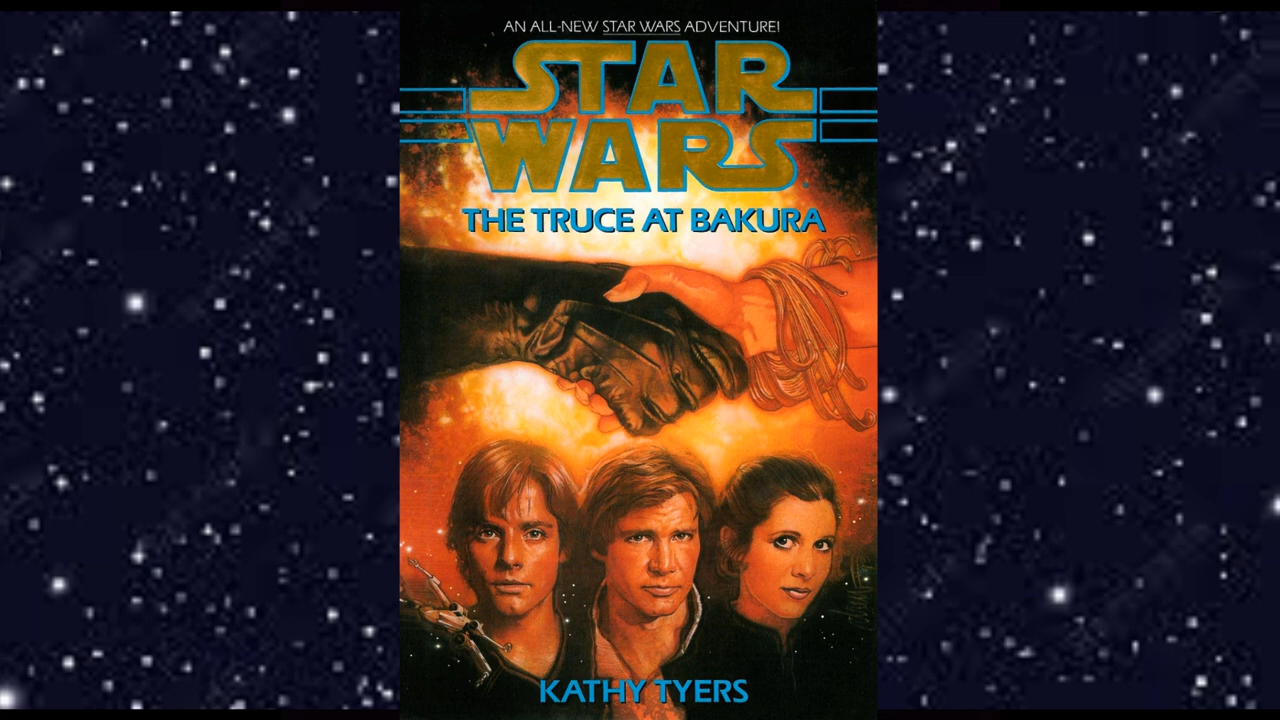 AN ALL-NEW STAR WARS ADVENTURE!
STAR
WARS
THE TRUCE AT BAKURA
KATHY TYERS